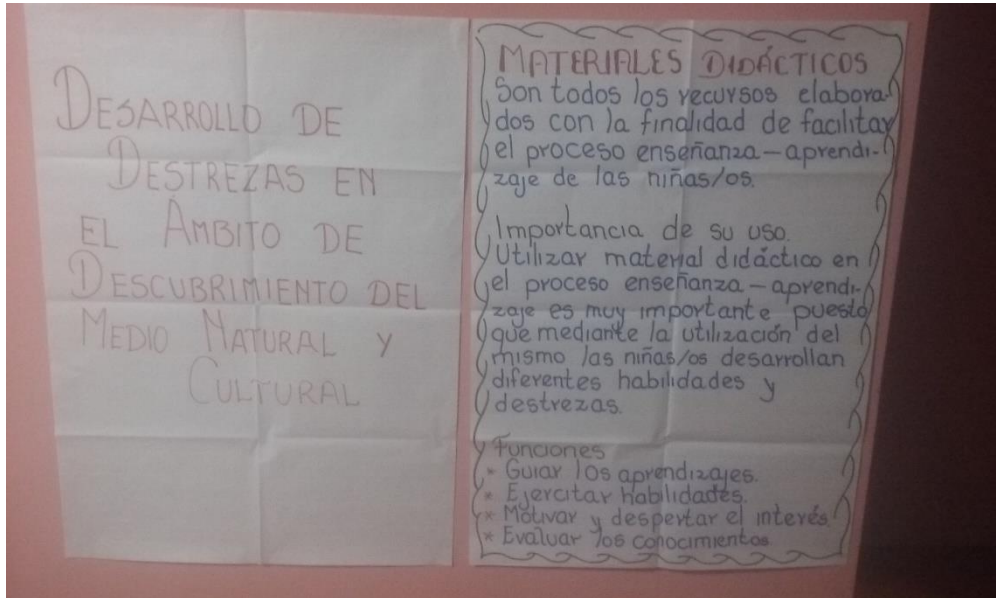 DESARROLLO DE
DESTREZAS EN
EL ÁMBITO DE
DESCUBRIMIENTO DEL
MEDIO NATURAL Y
CULTURAL
MATERIALES DIDÁCTICOS
Son todos los recursos elabora-
dos con la finalidad de facilitar
el proceso enseñanza – aprendi-
zaje de las niñas/os.
Importancia de su uso.
Utilizar material didáctico en
el proceso enseñanza – aprendi-
zaje es muy importante puesto
que mediante la utilización del
mismo las niñas/os desarrollan
diferentes habilidades y
destrezas.
Funciones
* Guiar los aprendizajes.
* Ejercitar habilidades.
* Motivar y despertar el interés.
* Evaluar los conocimientos